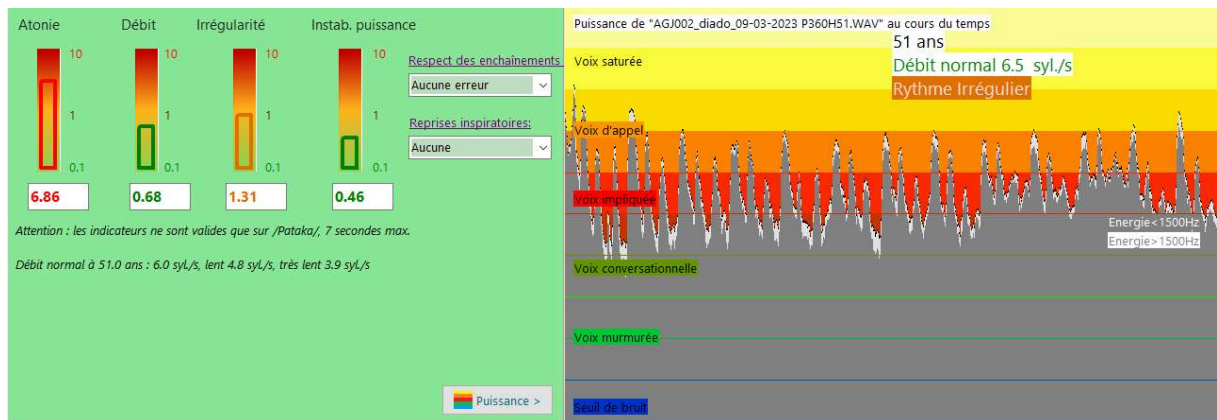 Atonie Débit Irrégularité Instab. puissance
10 10 10 10
1 1 1 1
0.1 0.1 0.1 0.1
6.86 0.68 1.31 0.46
Respect des enchaînements
Aucune erreur
Reprises inspiratoires:
Aucune
Attention : les indicateurs ne sont valides que sur /Pataka/, 7 secondes max.
Débit normal à 51.0 ans : 6.0 syl./s, lent 4.8 syl./s, très lent 3.9 syl./s
Puissance >
Puissance de "AGJ002_diado_09-03-2023 P360H51.WAV" au cours du temps
51 ans
Débit normal 6.5 syl./s
Rythme Irrégulier
Voix saturée
Voix d'appel
Voix impliquée
Energie<1500Hz
Energie>1500Hz
Voix conversationnelle
Voix murmurée
Seuil de bruit